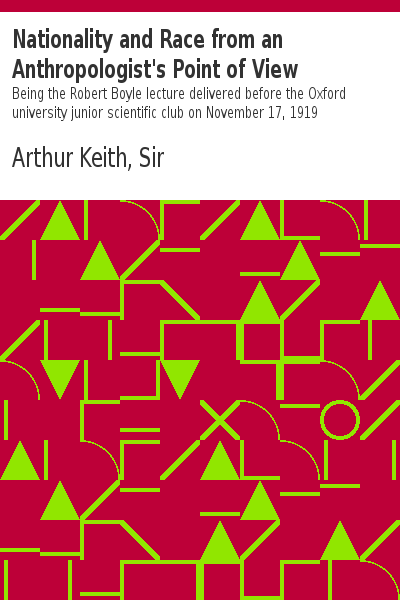 Nationality and Race from an
Anthropologist's Point of View
Being the Robert Boyle lecture delivered before the Oxford
university junior scientific club on November 17, 1919
Arthur Keith, Sir